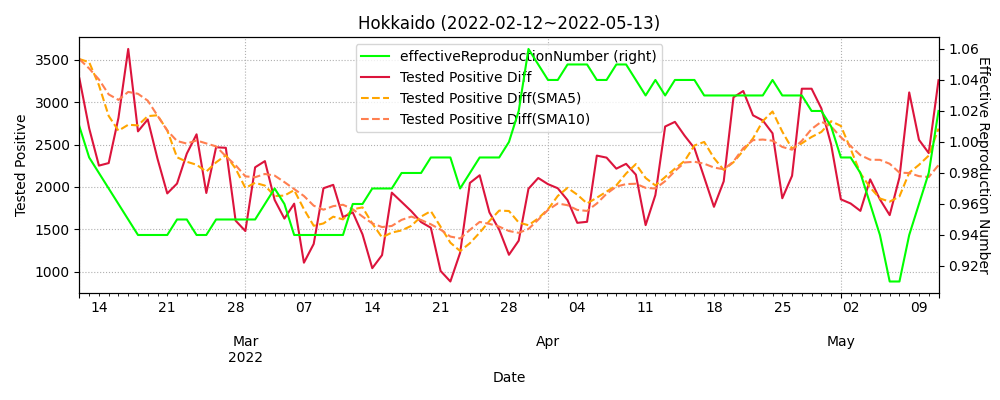 Hokkaido (2022-02-12~2022-05-13)
effectiveReproductionNumber (right)
Tested Positive Diff
Tested Positive Diff(SMA5)
Tested Positive Diff(SMA10)
Tested Positive
3500
3000
2500
2000
1500
1000
1.06
1.04
1.02
1.00
0.98
0.96
0.94
0.92
Effective Reproduction Number
14 21 28 07 14 21 28 04 11 18 25 02 09
Mar Apr May
2022
Date